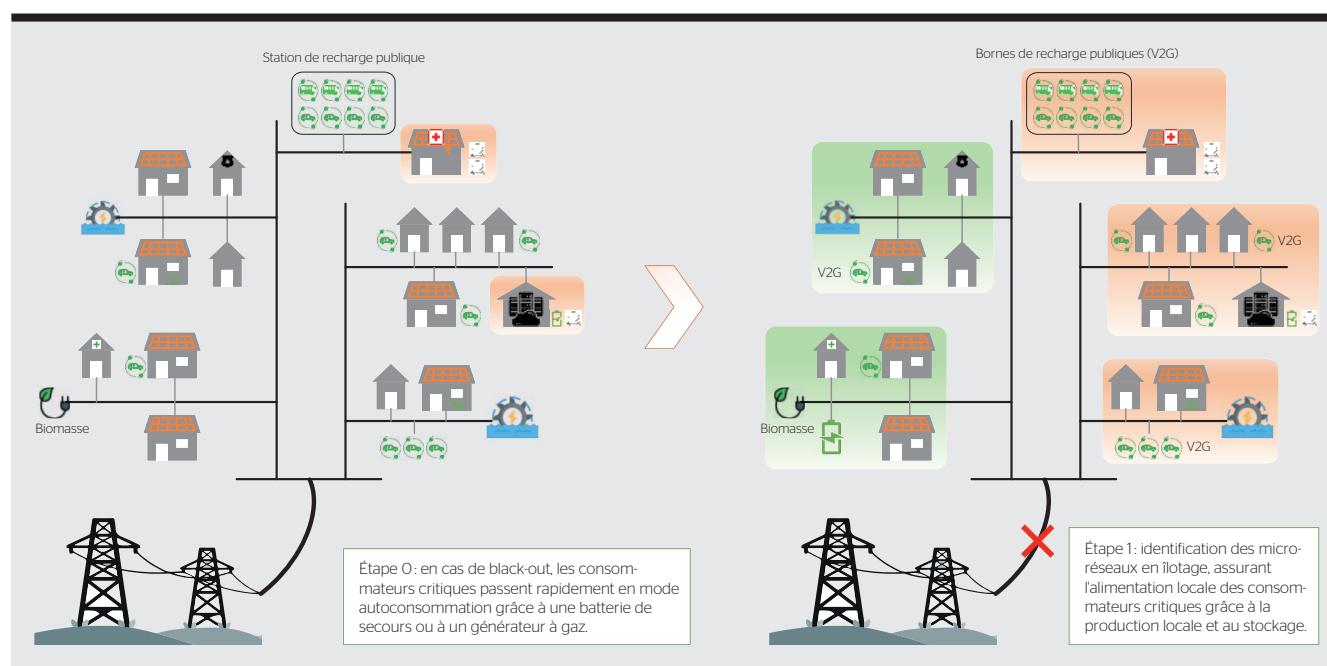 Station de recharge publique
Biomasse
Étape 0 : en cas de black-out, les consom-
mateurs critiques passent rapidement en mode
autoconsommation grâce à une batterie de
secours ou à un générateur à gaz.
Bornes de recharge publiques (V2G)
V2G
V2G
Biomasse
V2G
Étape 1 : identification des micro-
réseaux en îlotage, assurant
l'alimentation locale des consom-
mateurs critiques grâce à la
production locale et au stockage.